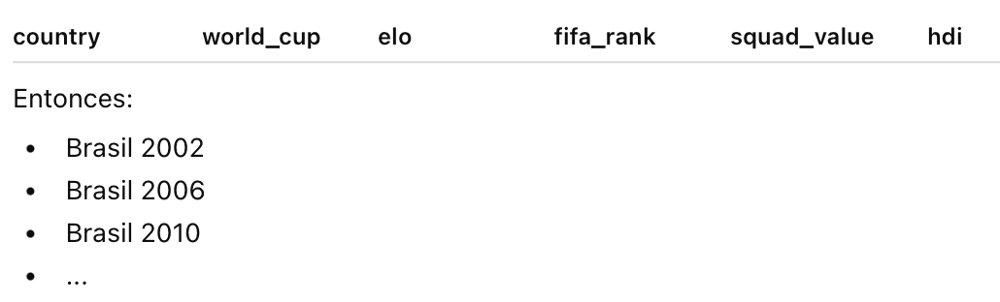 country world_cup elo fifa_rank squad_value hdi
Entonces:
• Brasil 2002
• Brasil 2006
• Brasil 2010
• ...